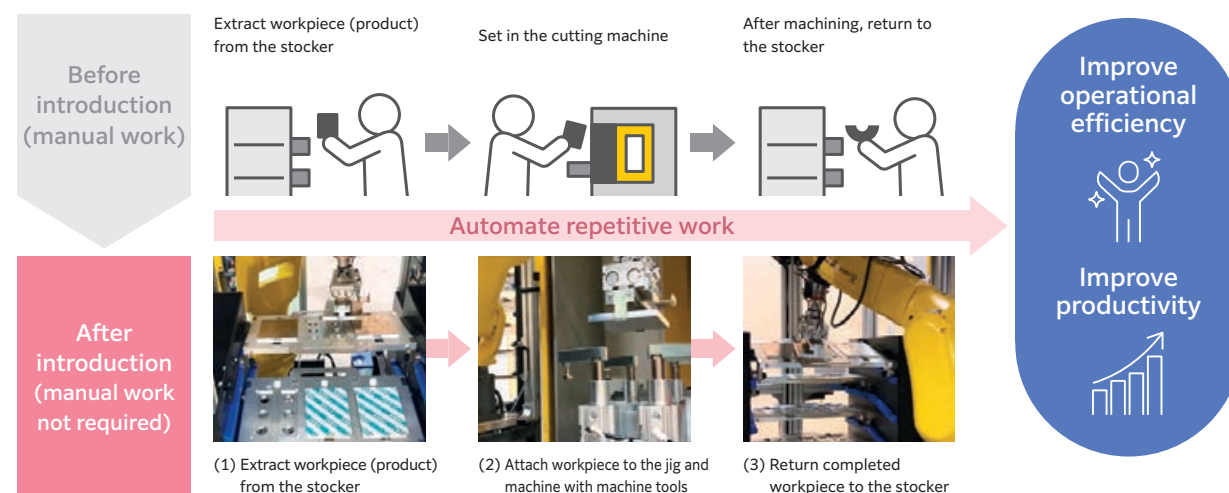 Before
introduction
(manual work)
Extract workpiece (product)
from the stocker
Set in the cutting machine
After machining, return to
the stocker
Automate repetitive work
After
introduction
(manual work
not required)
(1) Extract workpiece (product)
from the stocker
(2) Attach workpiece to the jig and
machine with machine tools
(3) Return completed
workpiece to the stocker
Improve
operational
efficiency
Improve
productivity